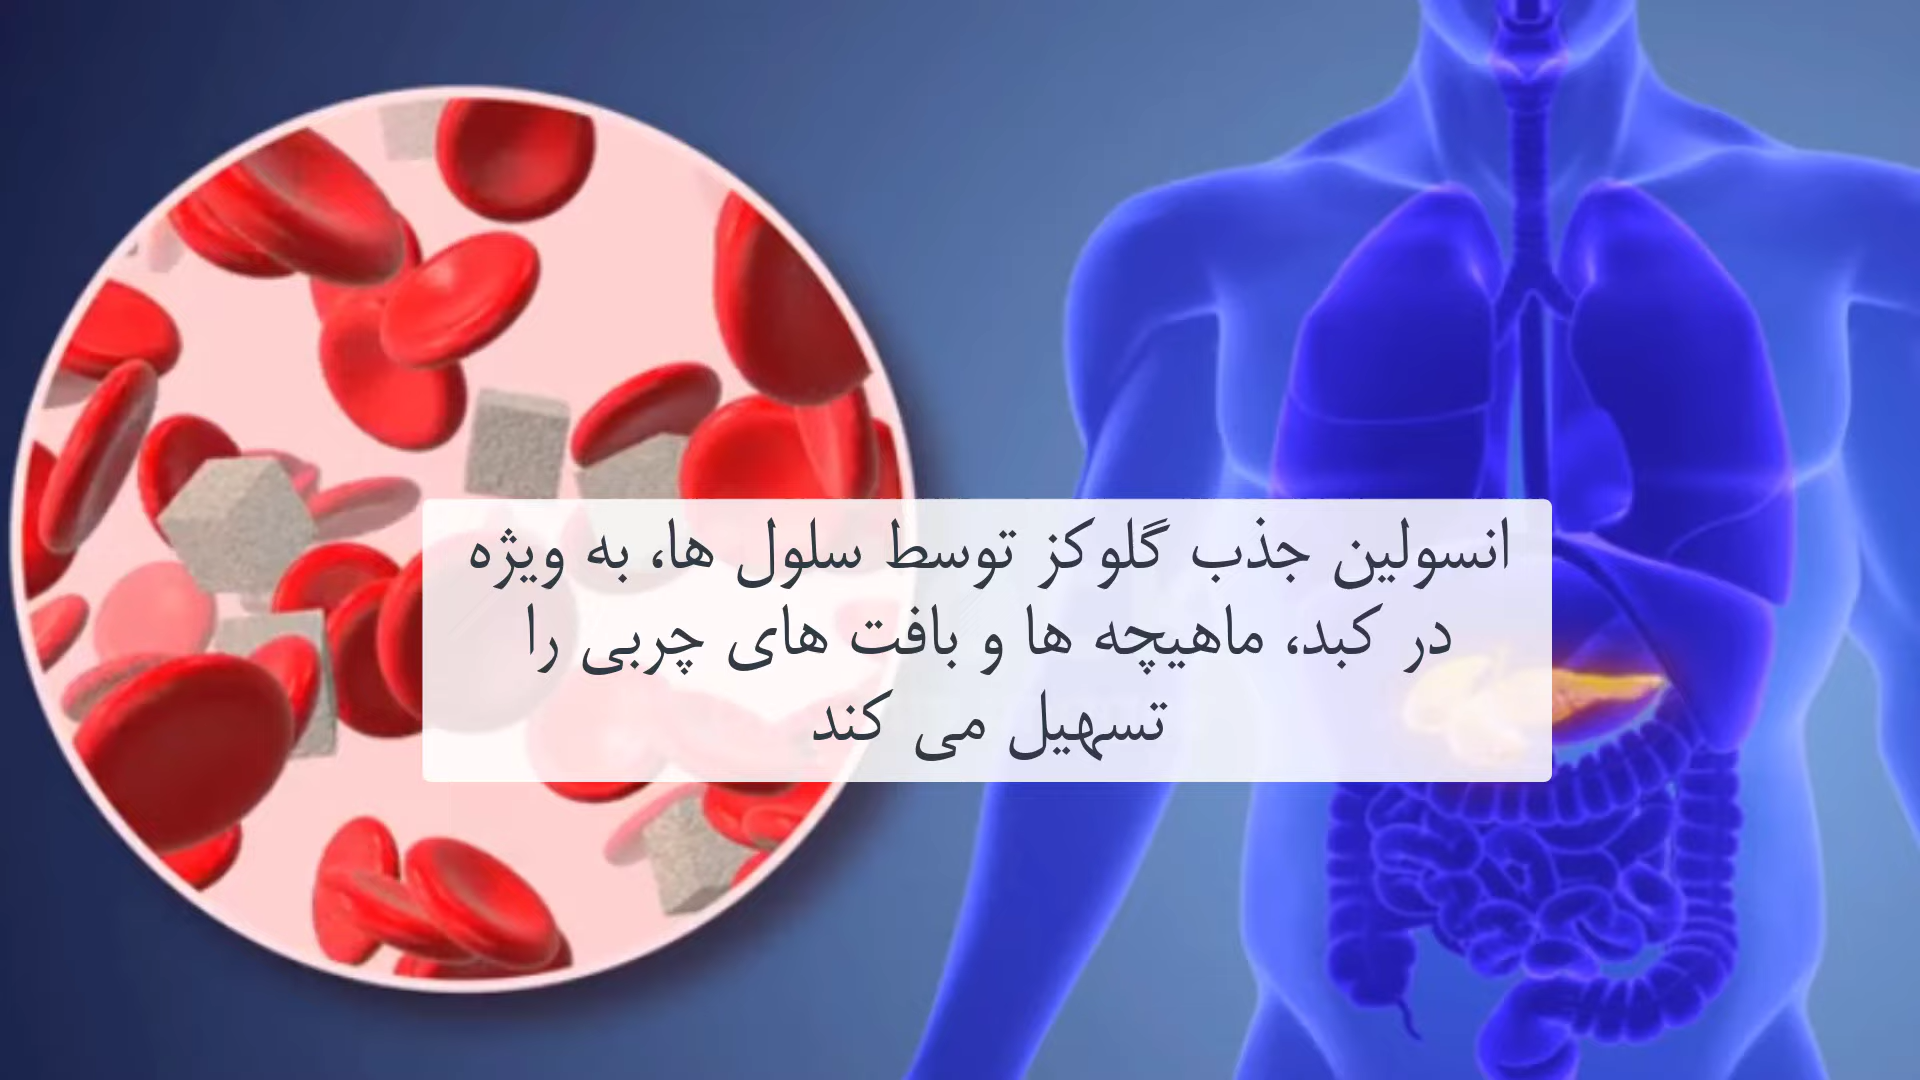 انسولین جذب گلوکز توسط سلول ها، به ویژه
در کبد، ماهیچه ها و بافت های چربی را
تسهیل می کند